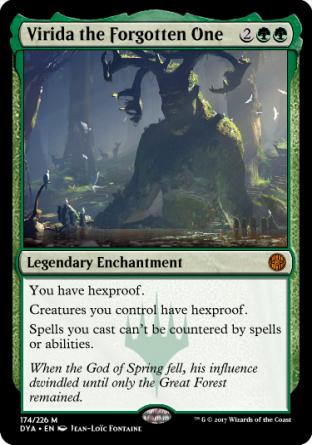 Virida the Forgotten One 2
Legendary Enchantment
You have hexproof.
Creatures you control have hexproof.
Spells you cast can't be countered by spells
or abilities.
When the God of Spring fell, his influence
dwindled until only the Great Forest
remained.
174/226 M
DYA • EN Jean-Loïc Fontaine
™ & © 2017 Wizards of the Coast